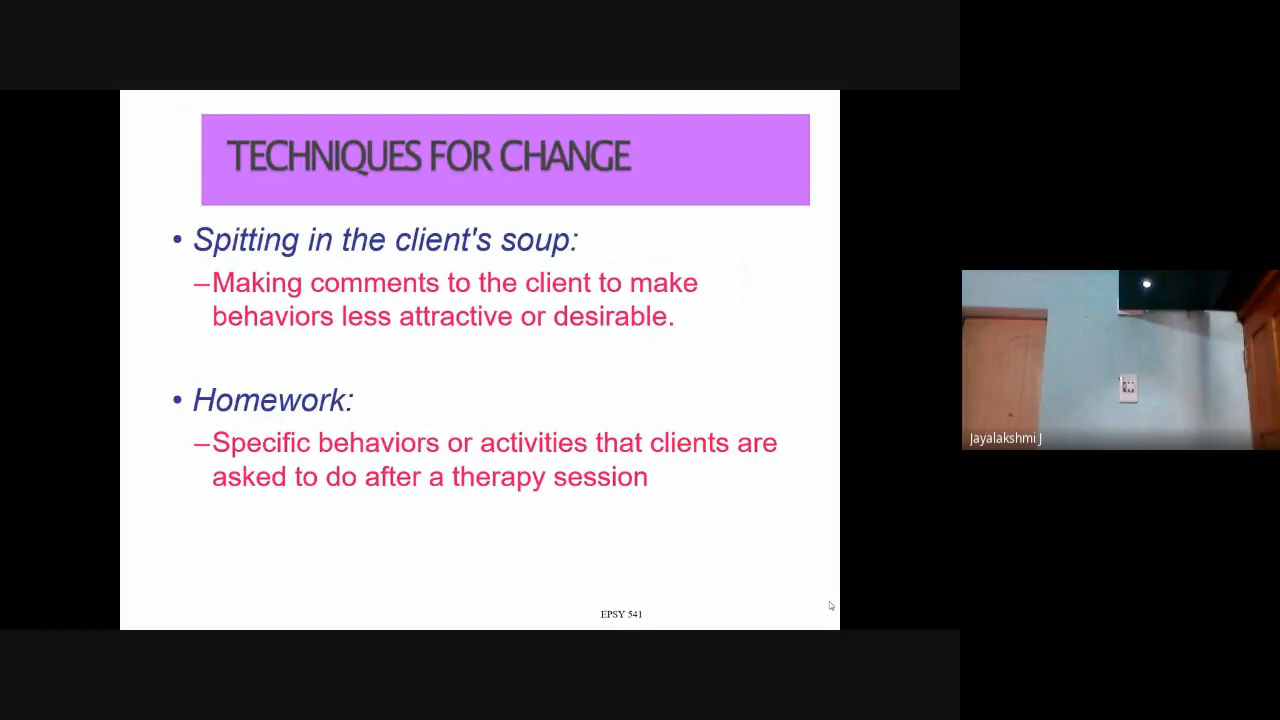 TECHNIQUES FOR CHANGE
• Spitting in the client's soup:
–Making comments to the client to make
behaviors less attractive or desirable.
• Homework:
–Specific behaviors or activities that clients are
asked to do after a therapy session
EPSY 541
Jayalakshmi J